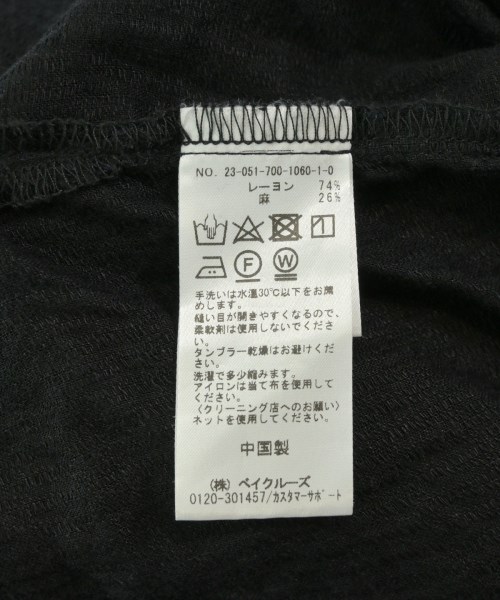 NO. 23-051-700-1060-1-0
レーヨン 74%
麻 26%
F W
手洗いは水温30℃以下をお薦
めします。
縫い目が開きやすくなるので、
柔軟剤は使用しないでくださ
い。
タンブラー乾燥はお避けくださ
い。
洗濯で多少縮みます。
アイロンは当て布を使用してく
ださい。
〈クリーニング店へのお願い〉
ネットを使用してください。
中国製
(株) ベイクルーズ
0120-301457/カスタマーサポート